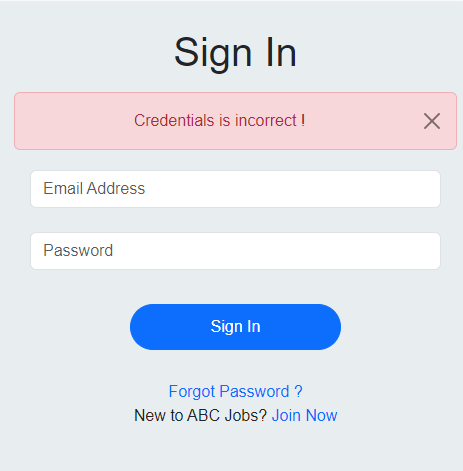 Sign In
Credentials is incorrect !
Email Address
Password
Sign In
Forgot Password ?
New to ABC Jobs? Join Now